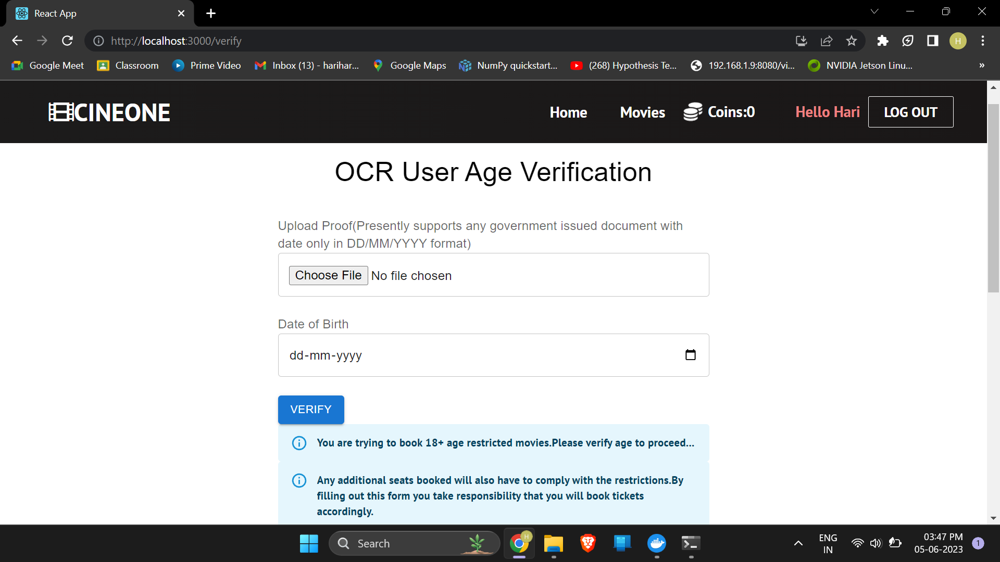 React App
http://localhost:3000/verify
H
Google Meet
Classroom
Prime Video
Inbox (13) - harihar...
Google Maps
NumPy quickstart...
(268) Hypothesis Te...
192.168.1.9:8080/vi...
NVIDIA Jetson Linu...
»
CINEONE
Home
Movies
Coins:0
Hello Hari
LOG OUT
OCR User Age Verification
Upload Proof(Presently supports any government issued document with
date only in DD/MM/YYYY format)
Choose File No file chosen
Date of Birth
dd-mm-yyyy
VERIFY
You are trying to book 18+ age restricted movies.Please verify age to proceed...
Any additional seats booked will also have to comply with the restrictions.By
filling out this form you take responsibility that you will book tickets
accordingly.
Search
H
ENG
IN
03:47 PM
05-06-2023
1